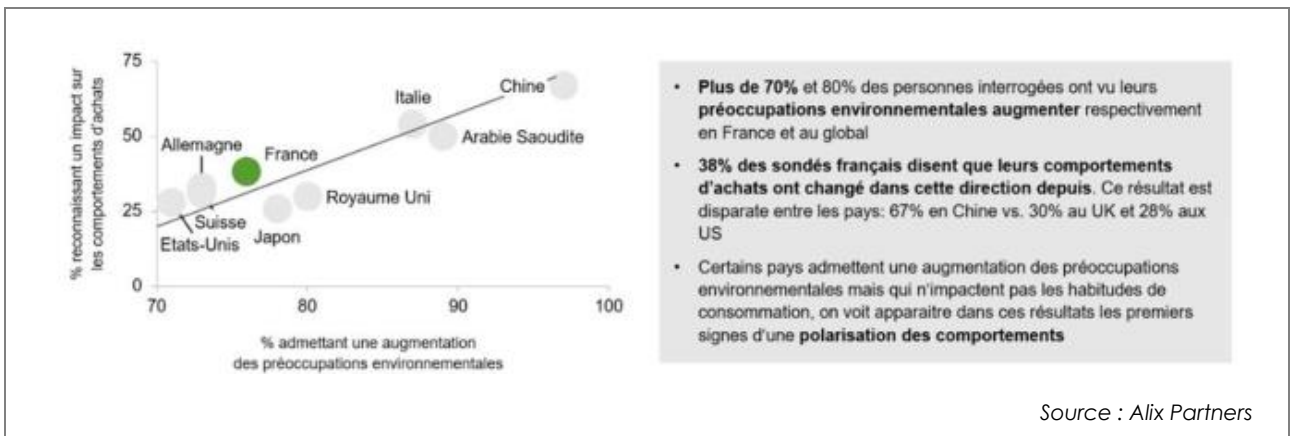 % reconnaissant un impact sur
les comportements d'achats
75
50
25
0
70
80
90
100
Chine
Italie
Arabie Saoudite
Allemagne
France
Royaume Uni
Suisse
Etats-Unis
Japon
% admettant une augmentation
des préoccupations environnementales
• Plus de 70% et 80% des personnes interrogées ont vu leurs
préoccupations environnementales augmenter respectivement
en France et au global
• 38% des sondés français disent que leurs comportements
d'achats ont changé dans cette direction depuis. Ce résultat est
disparate entre les pays: 67% en Chine vs. 30% au UK et 28% aux
US
• Certains pays admettent une augmentation des préoccupations
environnementales mais qui n'impactent pas les habitudes de
consommation, on voit apparaitre dans ces résultats les premiers
signes d'une polarisation des comportements
Source : Alix Partners